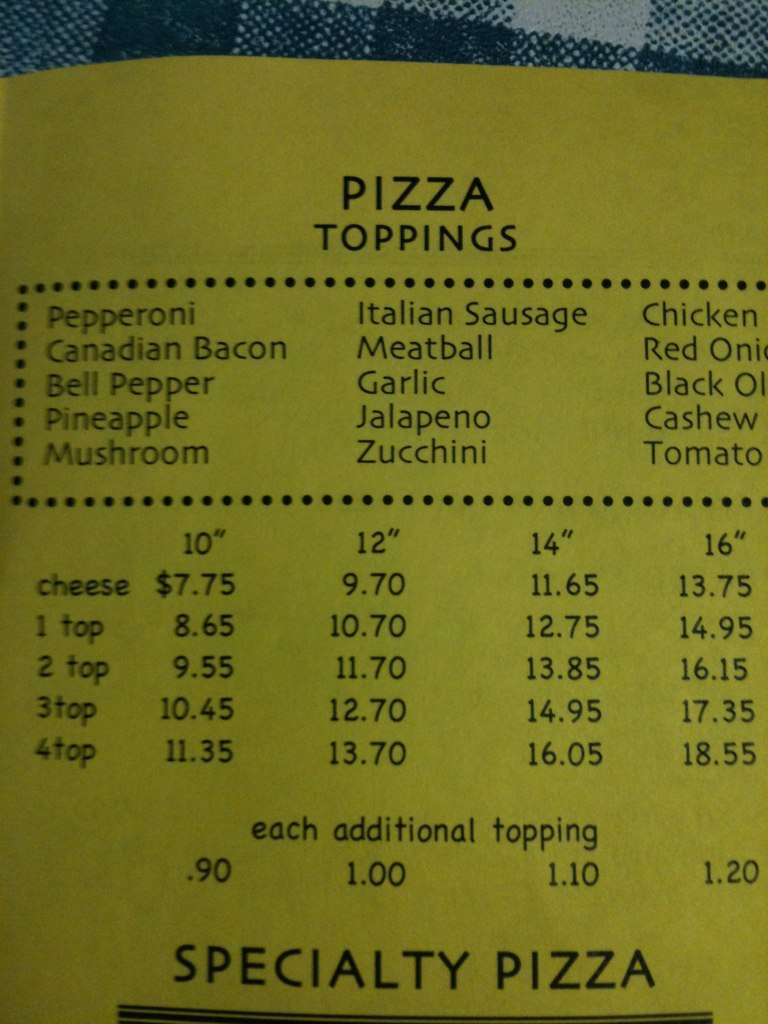 PIZZA
TOPPINGS
Pepperoni Italian Sausage Chicken
Canadian Bacon Meatball Red
Bell Pepper Garlic Black
Pineapple Jalapeno Cashew
Mushroom Zucchini Tomato
10" 12" 14" 16"
cheese $7.75 9.70 11.65 13.75
1 top 8.65 10.70 12.75 14.95
2 top 9.55 11.70 13.85 16.15
3top 10.45 12.70 14.95 17.35
4top 11.35 13.70 16.05 18.55
each additional topping
.90 1.00 1.10 1.20
SPECIALTY PIZZA